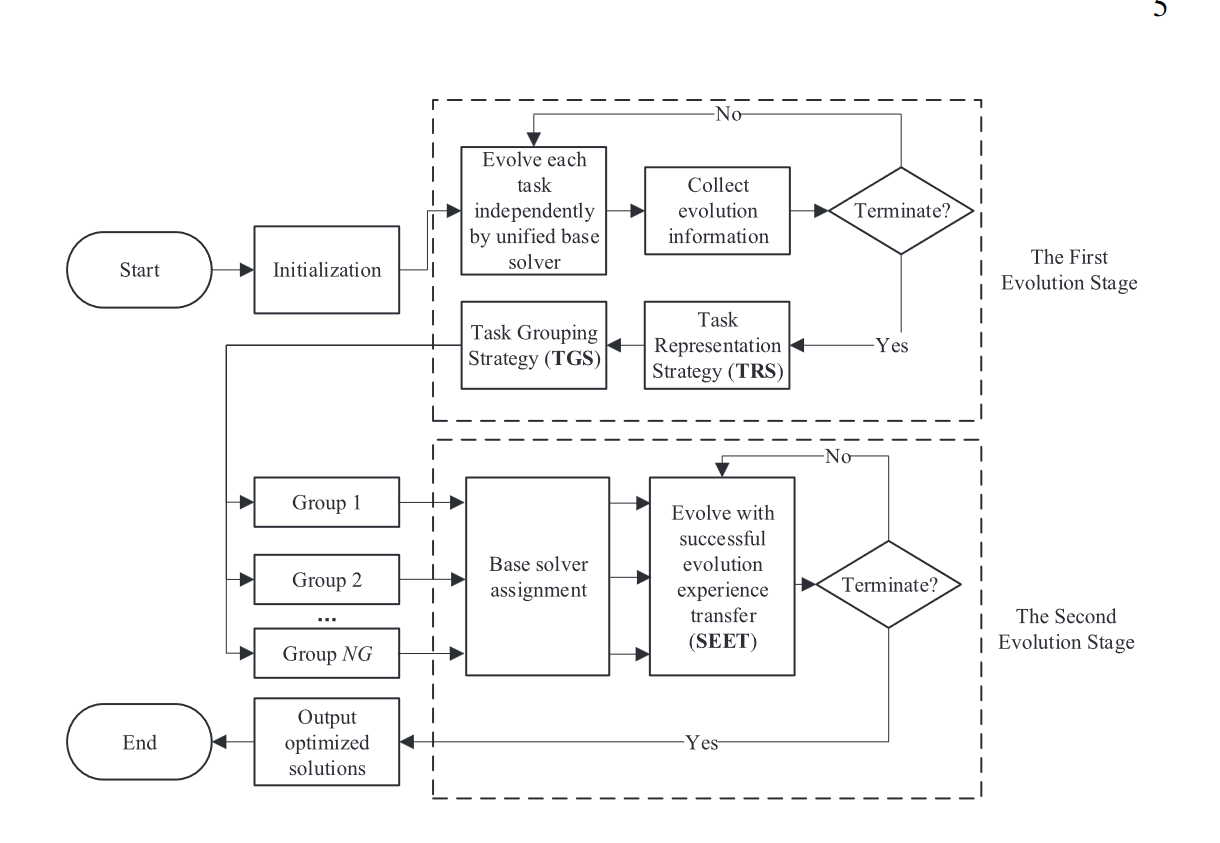 5
No
Evolve each
task
independently
by unified base
solver
Collect
evolution
information
Terminate?
Start
Initialization
The First
Evolution Stage
Task Grouping
Strategy (TGS)
Task
Representation
Strategy (TRS)
Yes
No
Group 1
Group 2
...
Group NG
Base solver
assignment
Evolve with
successful
evolution
experience
transfer
(SEET)
Terminate?
The Second
Evolution Stage
End
Output
optimized
solutions
Yes